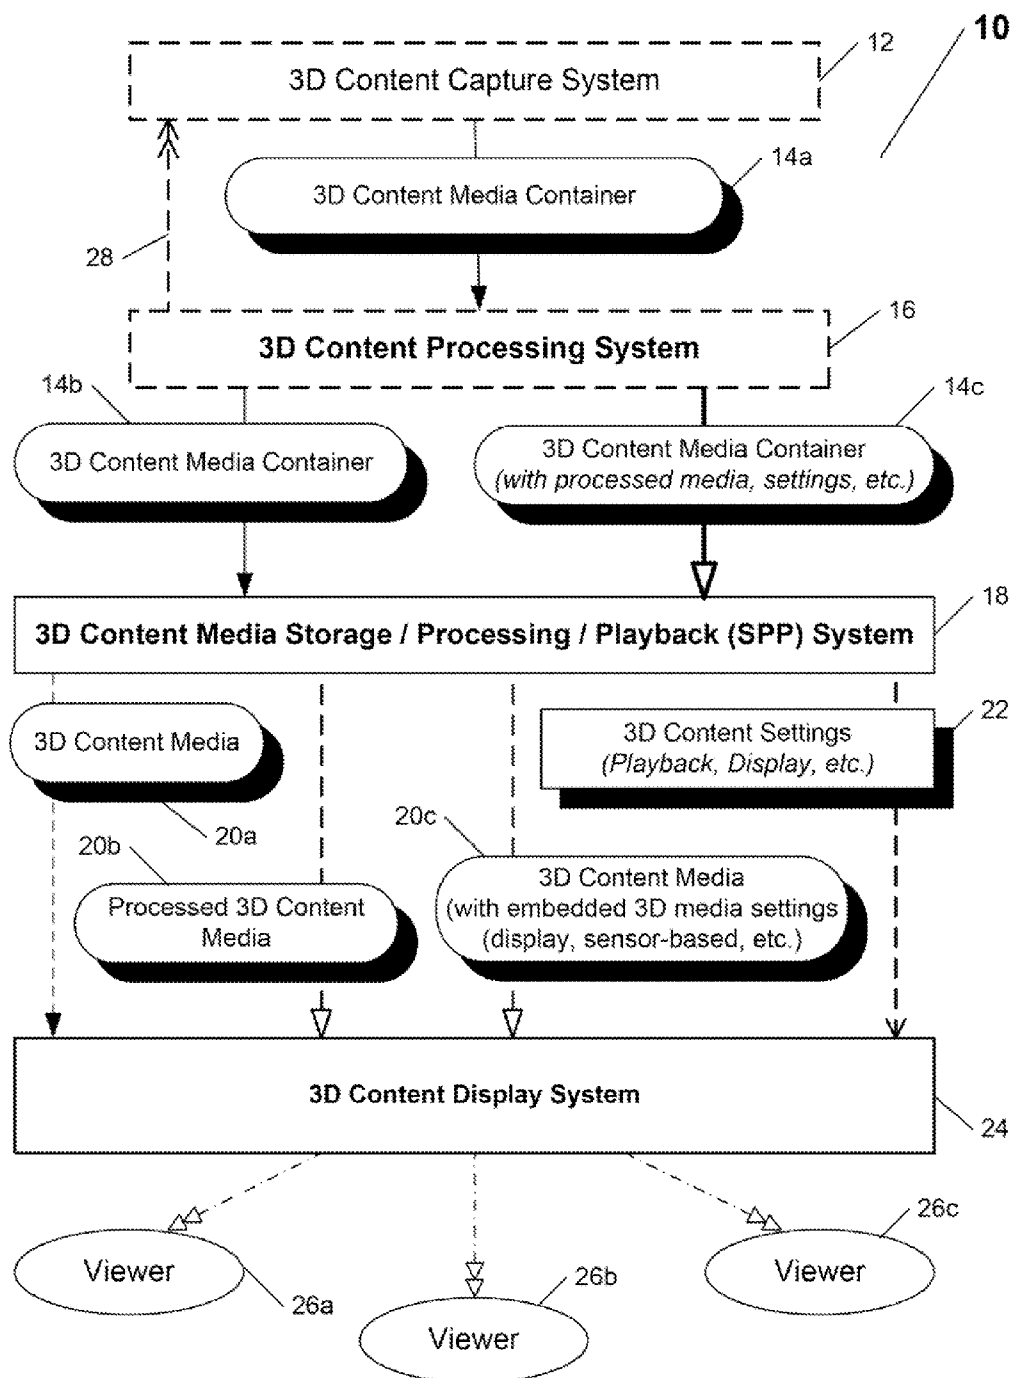 10
12
3D Content Capture System
14a
3D Content Media Container
28
16
3D Content Processing System
14b
14c
3D Content Media Container
3D Content Media Container
(with processed media, settings, etc.)
18
3D Content Media Storage / Processing / Playback (SPP) System
22
3D Content Media
3D Content Settings
(Playback, Display, etc.)
20a
20b
20c
Processed 3D Content
Media
3D Content Media
(with embedded 3D media settings
(display, sensor-based, etc.)
3D Content Display System
24
26c
Viewer
Viewer
26a
26b
Viewer